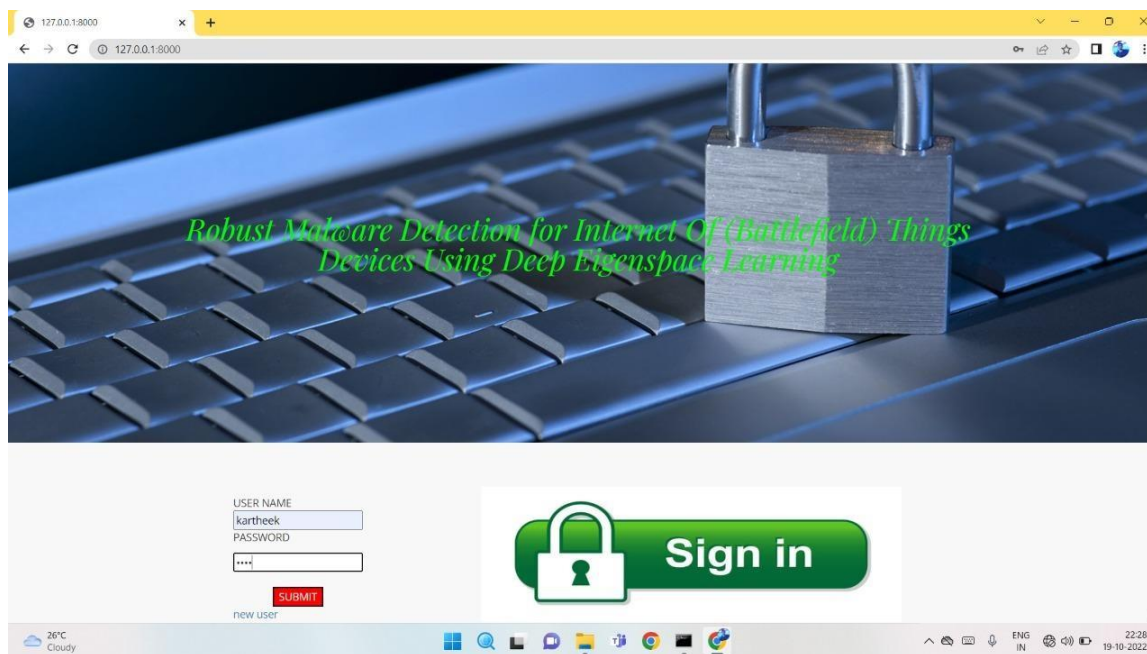 127.0.0.1:8000
127.0.0.1:8000
Robust Malware Detection for Internet Of (Battlefield) Things
Devices Using Deep Eigenspace Learning
USER NAME
kartheek
PASSWORD
....
SUBMIT
new user
Sign in
26°C
Cloudy
ENG
IN
22:28
19-10-2022